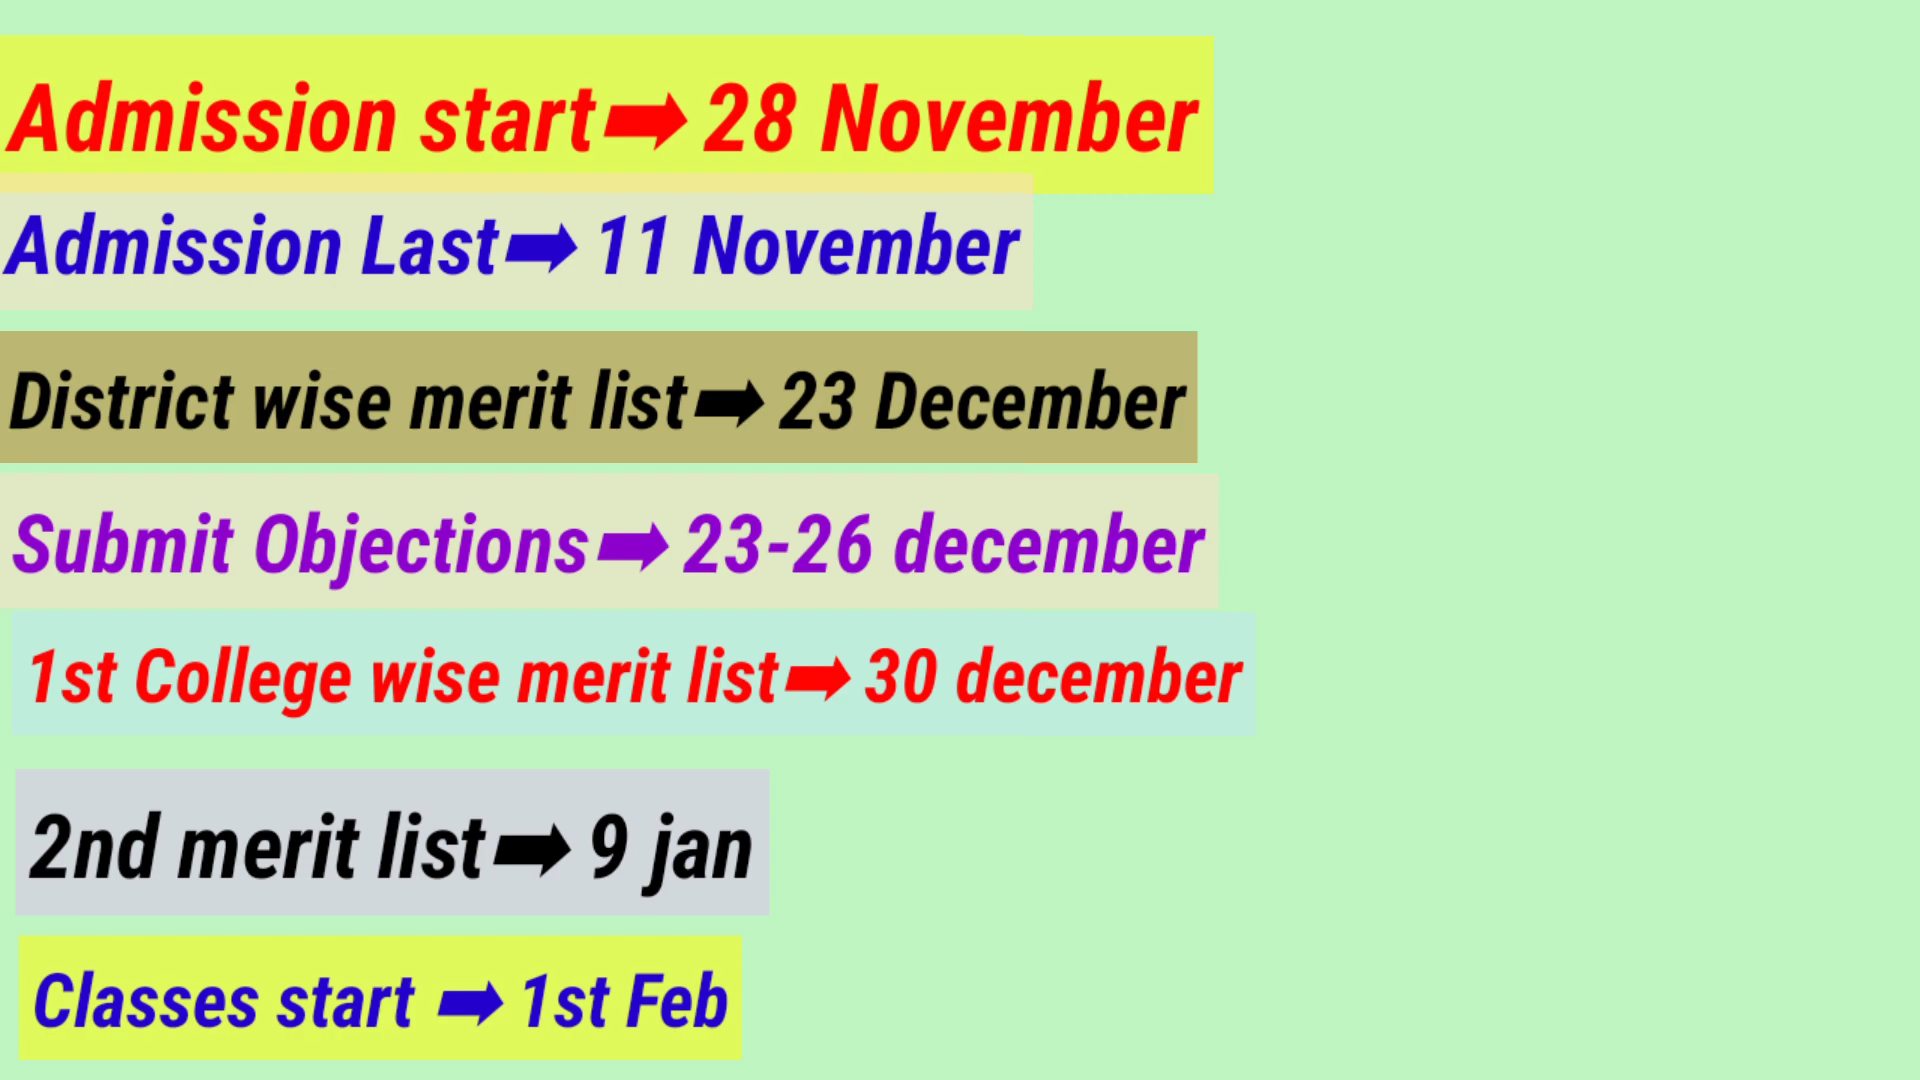 Admission start➡ 28 November
Admission Last➡ 11 November
District wise merit list➡ 23 December
Submit Objections➡ 23-26 december
1st College wise merit list➡ 30 december
2nd merit list➡ 9 jan
Classes start ➡ 1st Feb